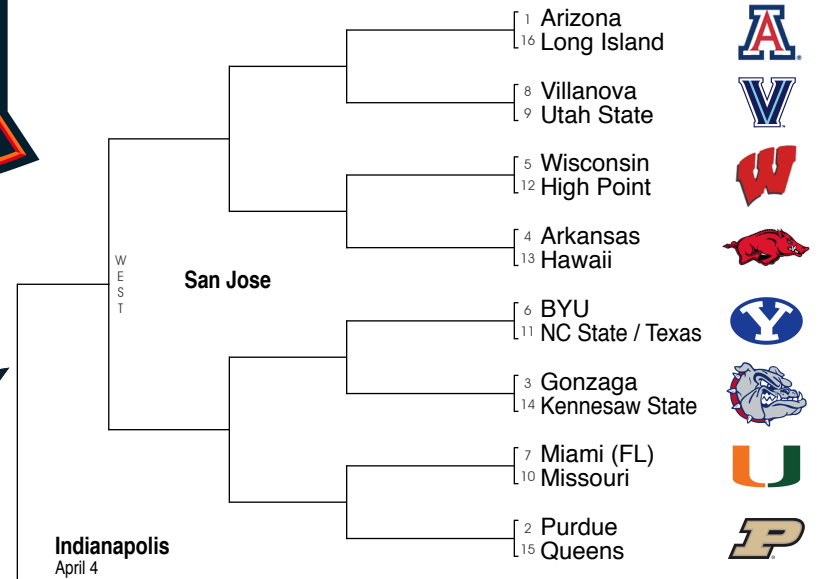 1 Arizona
16 Long Island
8 Villanova
9 Utah State
5 Wisconsin
12 High Point
4 Arkansas
13 Hawaii
WEST
San Jose
6 BYU
11 NC State / Texas
3 Gonzaga
14 Kennesaw State
7 Miami (FL)
10 Missouri
2 Purdue
15 Queens
Indianapolis
April 4
A
V
W
Y
U
P